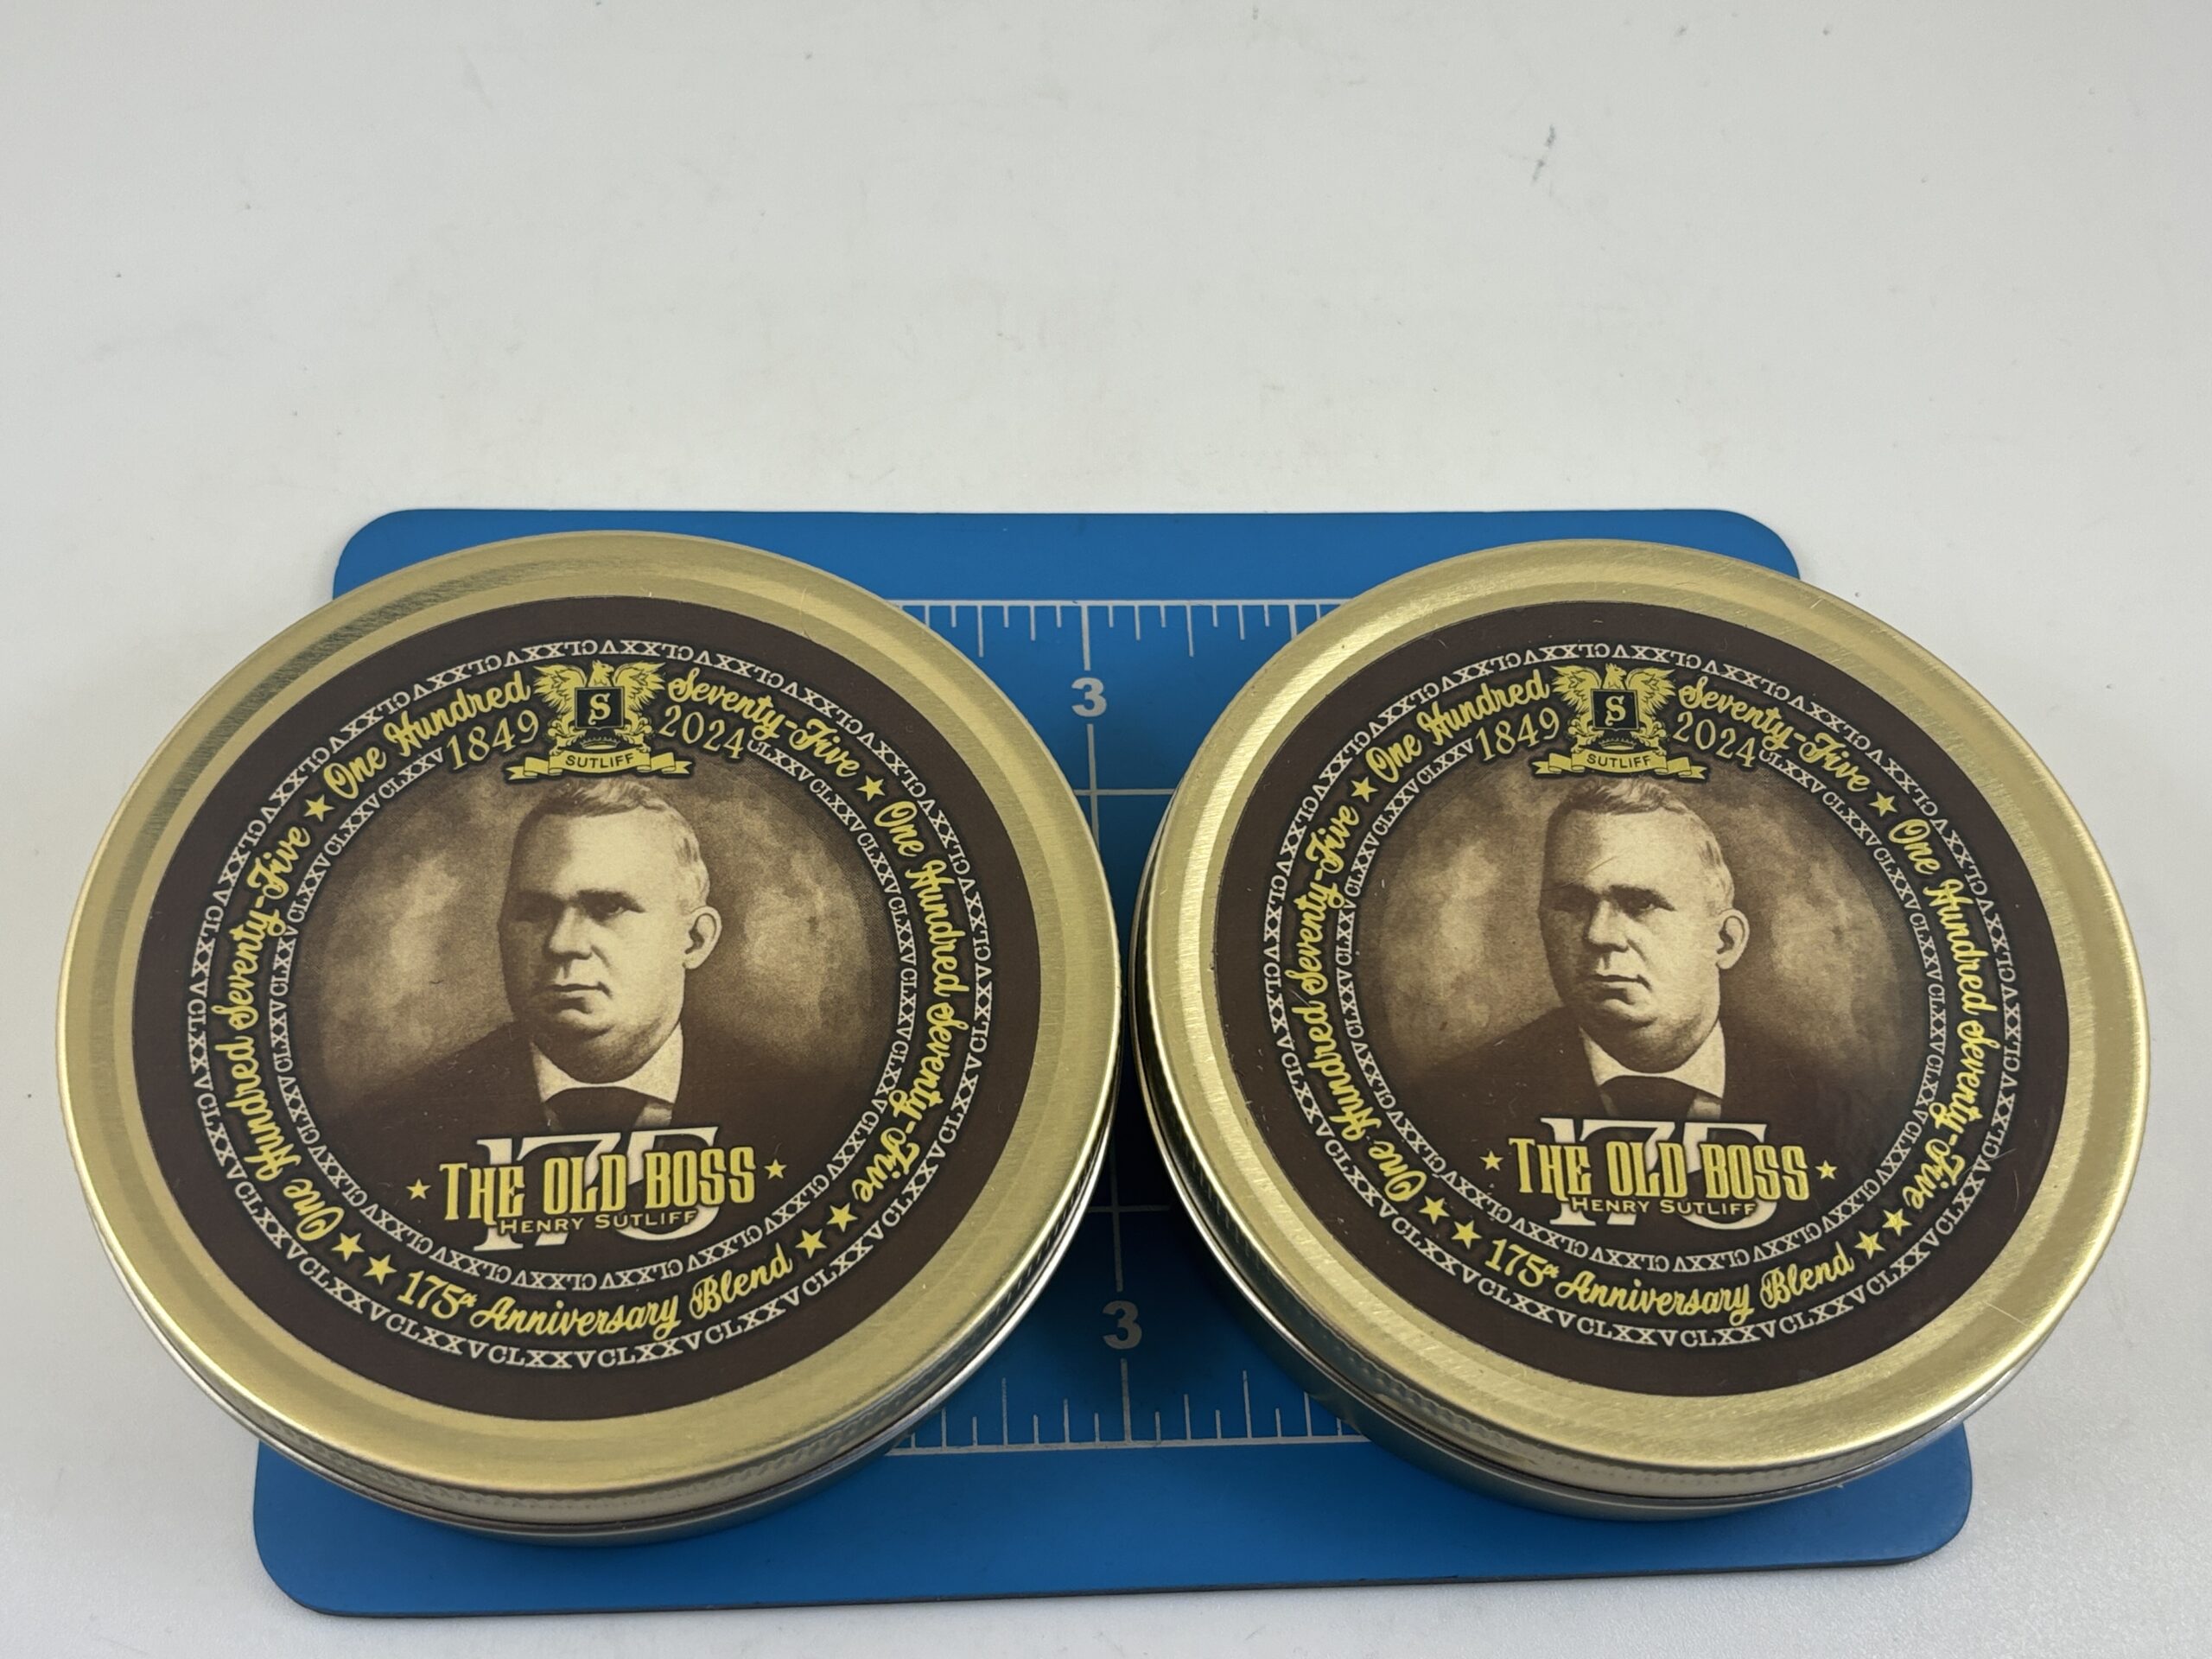 3
One Hundred Seventy-Five ★ One Hundred Seventy-Five ★ One Hundred Seventy-Five
1849 2024
S
SUTLIFF
CLXXVCLXXVCLXXVCLXXVCLXXVCLXXV
175
★ THE OLD BOSS ★
HENRY SUTLIFF
★ ★ 175th Anniversary Blend ★ ★
One Hundred Seventy-Five ★ One Hundred Seventy-Five ★ One Hundred Seventy-Five
1849 2024
S
SUTLIFF
CLXXVCLXXVCLXXVCLXXVCLXXVCLXXV
175
★ THE OLD BOSS ★
HENRY SUTLIFF
★ ★ 175th Anniversary Blend ★ ★
3